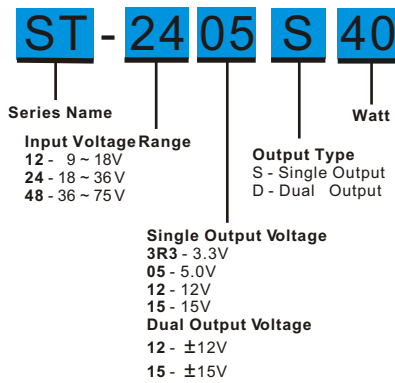 ST - 24 05 S 40
Series Name
Watt
Input Voltage Range
12 - 9 ~ 18V
24 - 18 ~ 36V
48 - 36 ~ 75V
Output Type
S - Single Output
D - Dual Output
Single Output Voltage
3R3 - 3.3V
05 - 5.0V
12 - 12V
15 - 15V
Dual Output Voltage
12 - ±12V
15 - ±15V